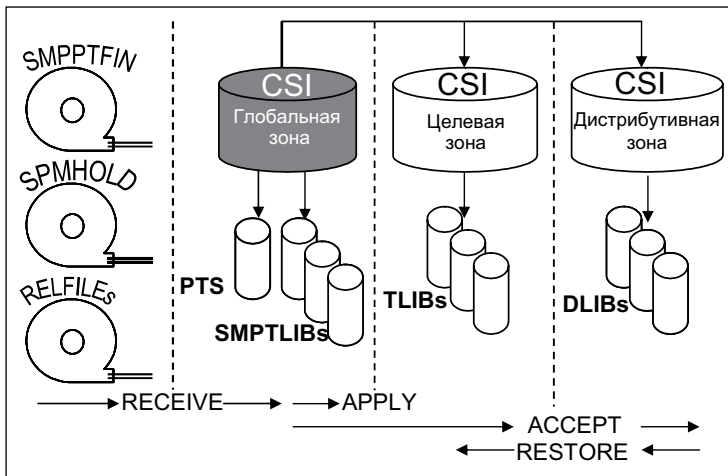 SMPPTFIN
SPMHOLD
RELFILEs
CSI
Глобальная
зона
CSI
Целевая
зона
CSI
Дистрибутивная
зона
PTS
SMPTLIBs
TLIBs
DLIBs
RECEIVE
APPLY
ACCEPT
RESTORE